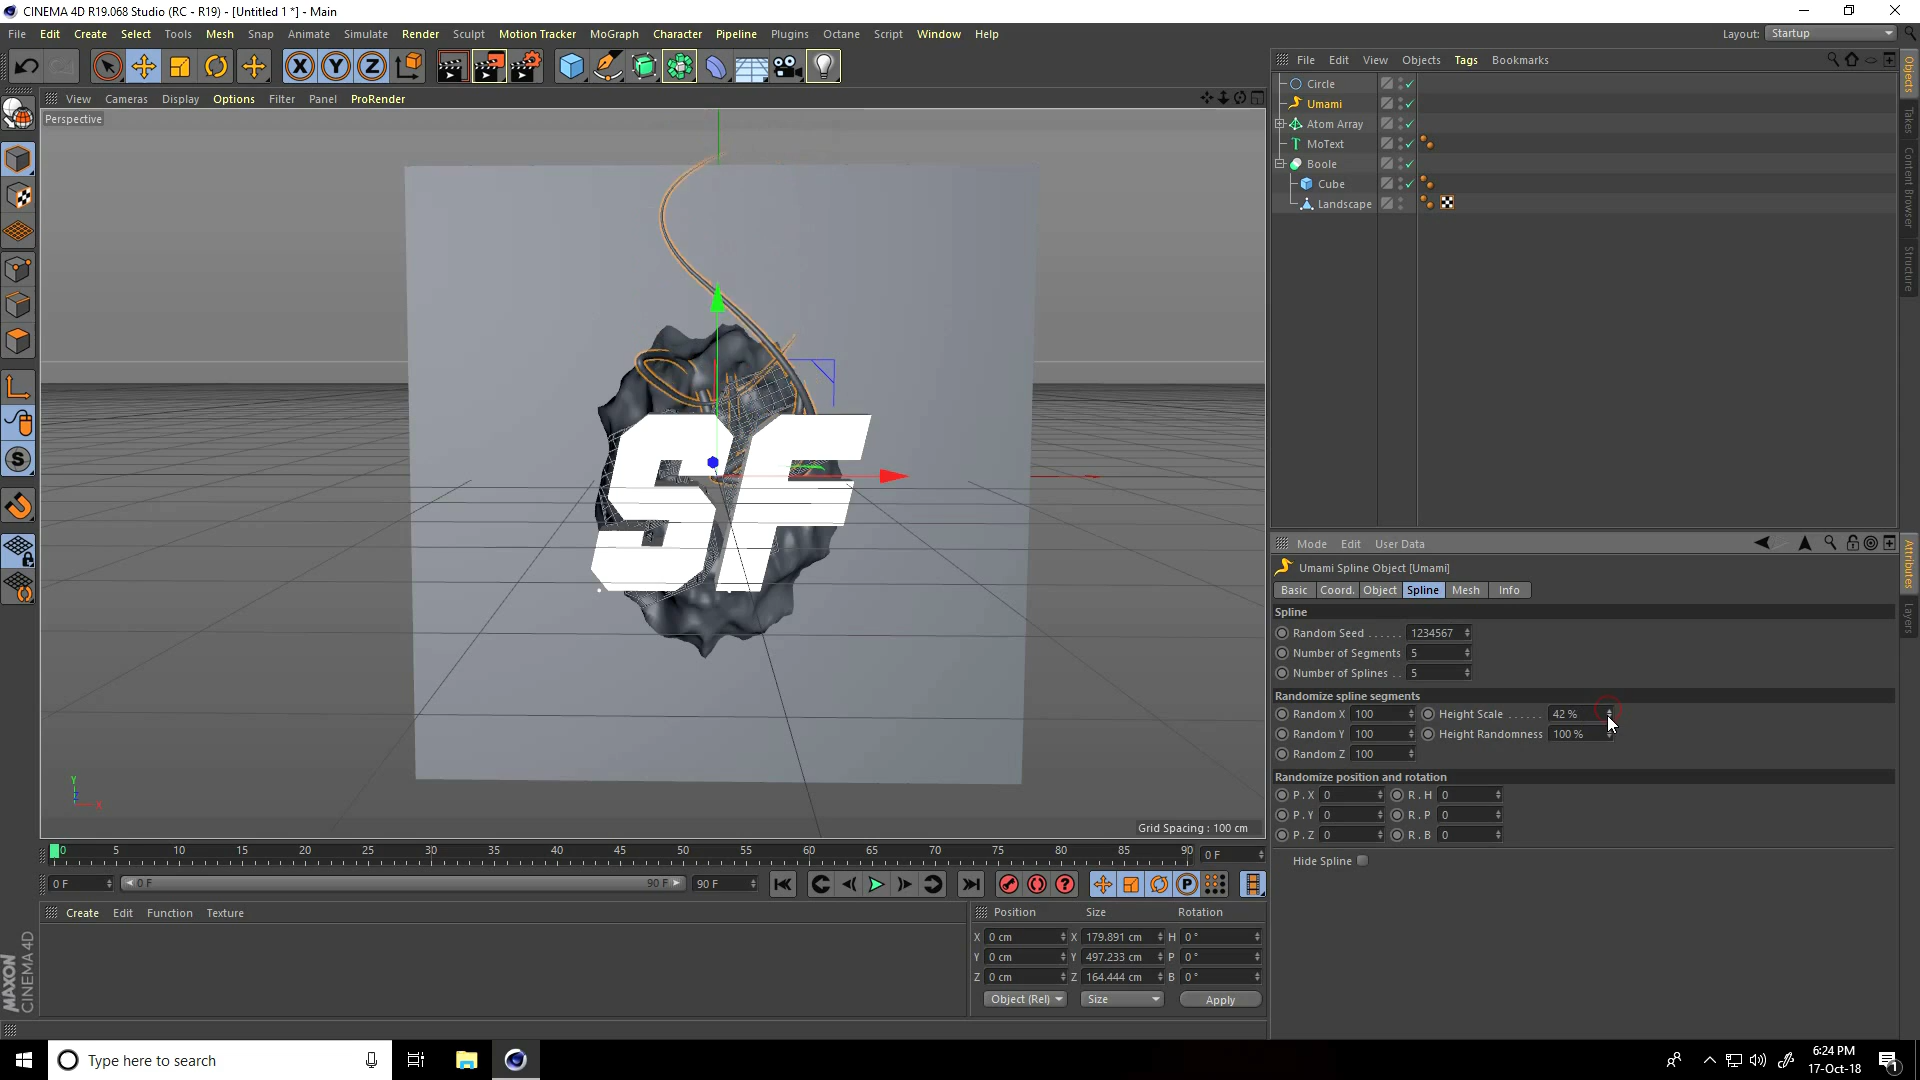 CINEMA 4D R19.068 Studio (RC - R19) - [Untitled 1 *] - Main
File Edit Create Select Tools Mesh Snap Animate Simulate Render Sculpt Motion Tracker MoGraph Character Pipeline Plugins Octane Script Window Help
Layout: Startup
View Cameras Display Options Filter Panel ProRender
Perspective
SF
Y
X
Grid Spacing : 100 cm
File Edit View Objects Tags Bookmarks
Circle
Umami
Atom Array
MoText
Boole
Cube
Landscape
Objects
Takes
Content Browser
Structure
Mode Edit User Data
Umami Spline Object [Umami]
Basic Coord. Object Spline Mesh Info
Spline
Random Seed . . . . . . 1234567
Number of Segments 5
Number of Splines . . 5
Randomize spline segments
Random X 100 Height Scale . . . . . . 42 %
Random Y 100 Height Randomness 100 %
Random Z 100
Randomize position and rotation
P . X 0 R . H 0
P . Y 0 R . P 0
P . Z 0 R . B 0
Hide Spline
Attributes
Layers
0 5 10 15 20 25 30 35 40 45 50 55 60 65 70 75 80 85 90 0 F
0 F 0 F 90 F 90 F
Create Edit Function Texture
Position Size Rotation
X 0 cm X 179.891 cm H 0 °
Y 0 cm Y 497.233 cm P 0 °
Z 0 cm Z 164.444 cm B 0 °
Object (Rel) Size Apply
MAXON CINEMA 4D
Type here to search
6:24 PM
17-Oct-18
1